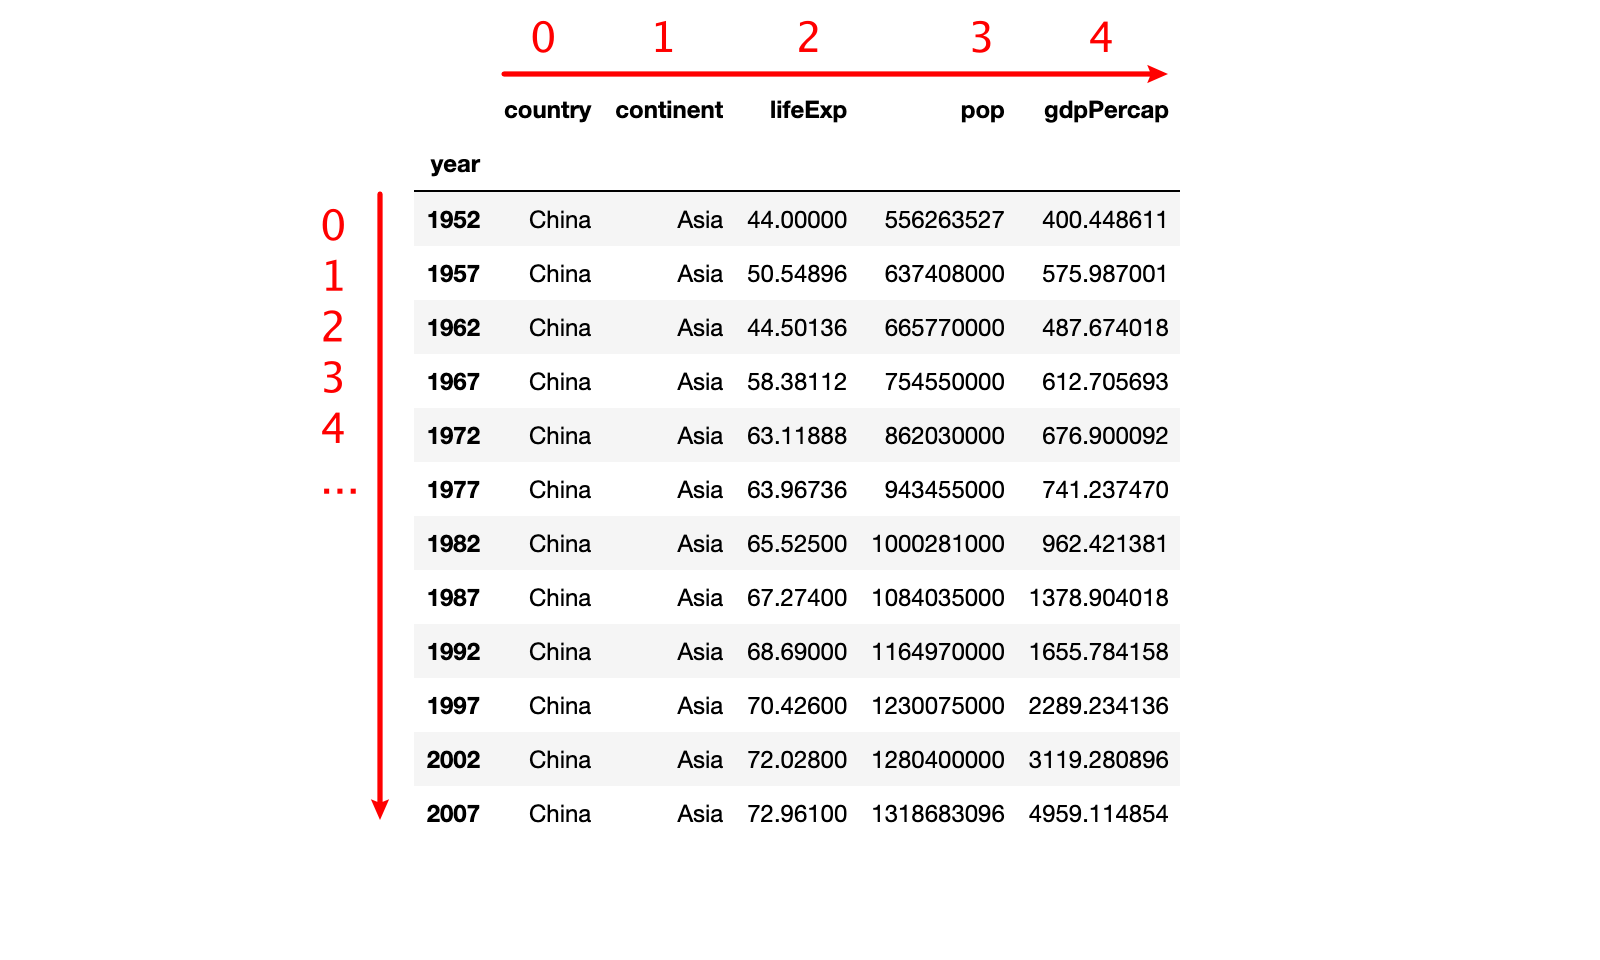 0 1 2 3 4
country continent lifeExp pop gdpPercap
year
0 1952 China Asia 44.00000 556263527 400.448611
1 1957 China Asia 50.54896 637408000 575.987001
2 1962 China Asia 44.50136 665770000 487.674018
3 1967 China Asia 58.38112 754550000 612.705693
4 1972 China Asia 63.11888 862030000 676.900092
... 1977 China Asia 63.96736 943455000 741.237470
1982 China Asia 65.52500 1000281000 962.421381
1987 China Asia 67.27400 1084035000 1378.904018
1992 China Asia 68.69000 1164970000 1655.784158
1997 China Asia 70.42600 1230075000 2289.234136
2002 China Asia 72.02800 1280400000 3119.280896
2007 China Asia 72.96100 1318683096 4959.114854